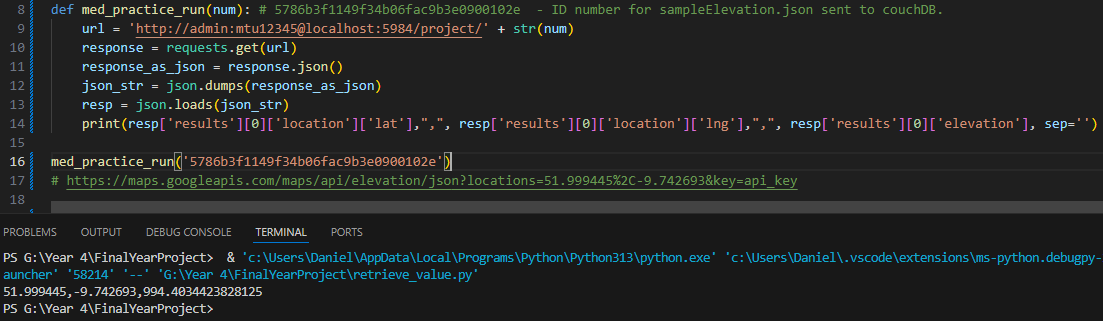 8 def med_practice_run(num): # 5786b3f1149f34b06fac9b3e0900102e  - ID number for sampleElevation.json sent to couchDB.
9     url = 'http://admin:mtu12345@localhost:5984/project/' + str(num)
10     response = requests.get(url)
11     response_as_json = response.json()
12     json_str = json.dumps(response_as_json)
13     resp = json.loads(json_str)
14     print(resp['results'][0]['location']['lat'],",", resp['results'][0]['location']['lng'],",", resp['results'][0]['elevation'], sep='')
15
16 med_practice_run('5786b3f1149f34b06fac9b3e0900102e')
17 # https://maps.googleapis.com/maps/api/elevation/json?locations=51.999445%2C-9.742693&key=api_key
18
PROBLEMS OUTPUT DEBUG CONSOLE TERMINAL PORTS
PS G:\Year 4\FinalYearProject>  & 'c:\Users\Daniel\AppData\Local\Programs\Python\Python313\python.exe' 'c:\Users\Daniel\.vscode\extensions\ms-python.debugpy-
auncher' '58214' '--' 'G:\Year 4\FinalYearProject\retrieve_value.py'
51.999445,-9.742693,994.4034423828125
PS G:\Year 4\FinalYearProject>